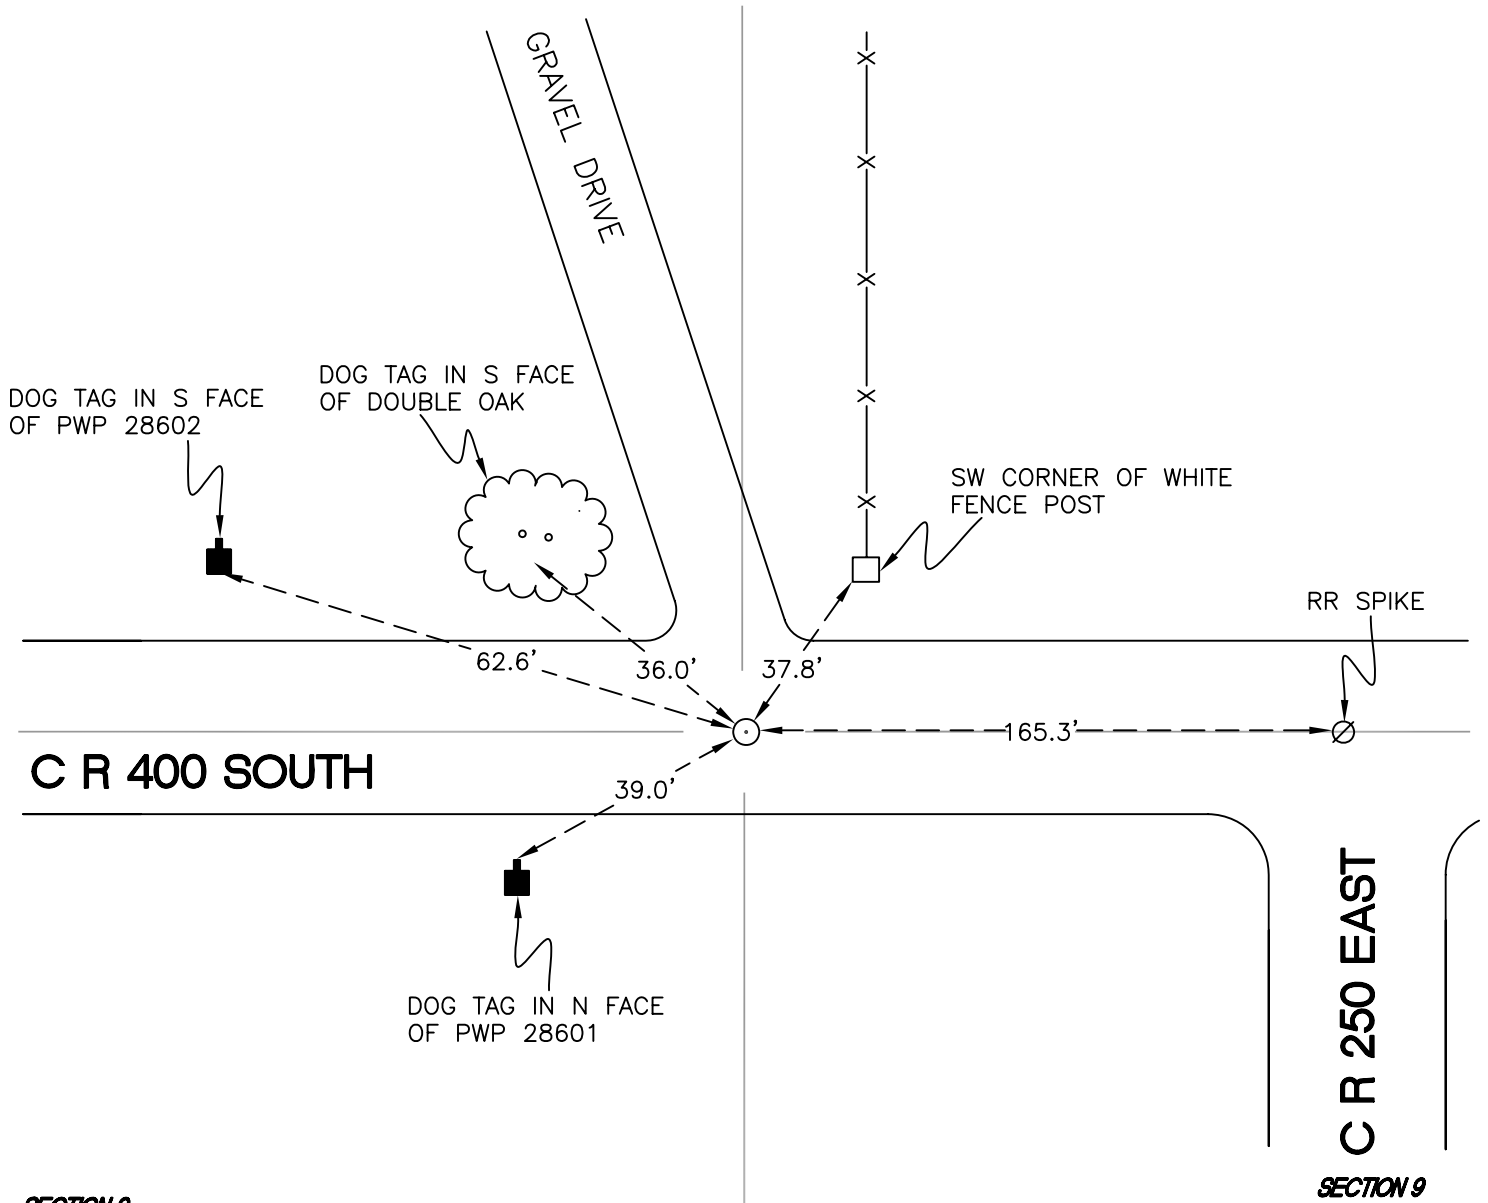 GRAVEL DRIVE
DOG TAG IN S FACE
OF DOUBLE OAK
DOG TAG IN S FACE
OF PWP 28602
SW CORNER OF WHITE
FENCE POST
RR SPIKE
62.6'
36.0'
37.8'
165.3'
C R 400 SOUTH
39.0'
DOG TAG IN N FACE
OF PWP 28601
C R 250 EAST
SECTION 9